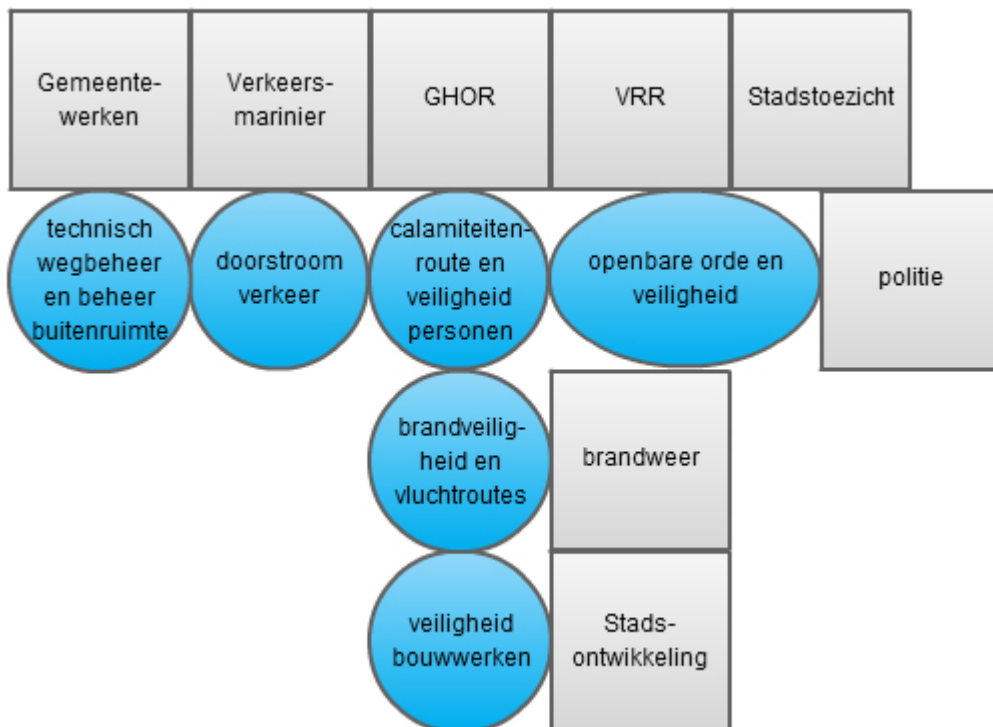 Gemeente-
werken
Verkeers-
marinier
GHOR
VRR
Stadstoezicht
technisch
wegbeheer
en beheer
buitenruimte
doorstroom
verkeer
calamiteiten-
route en
veiligheid
personen
openbare orde en
veiligheid
politie
brandveilig-
heid en
vluchtroutes
brandweer
veiligheid
bouwwerken
Stads-
ontwikkeling